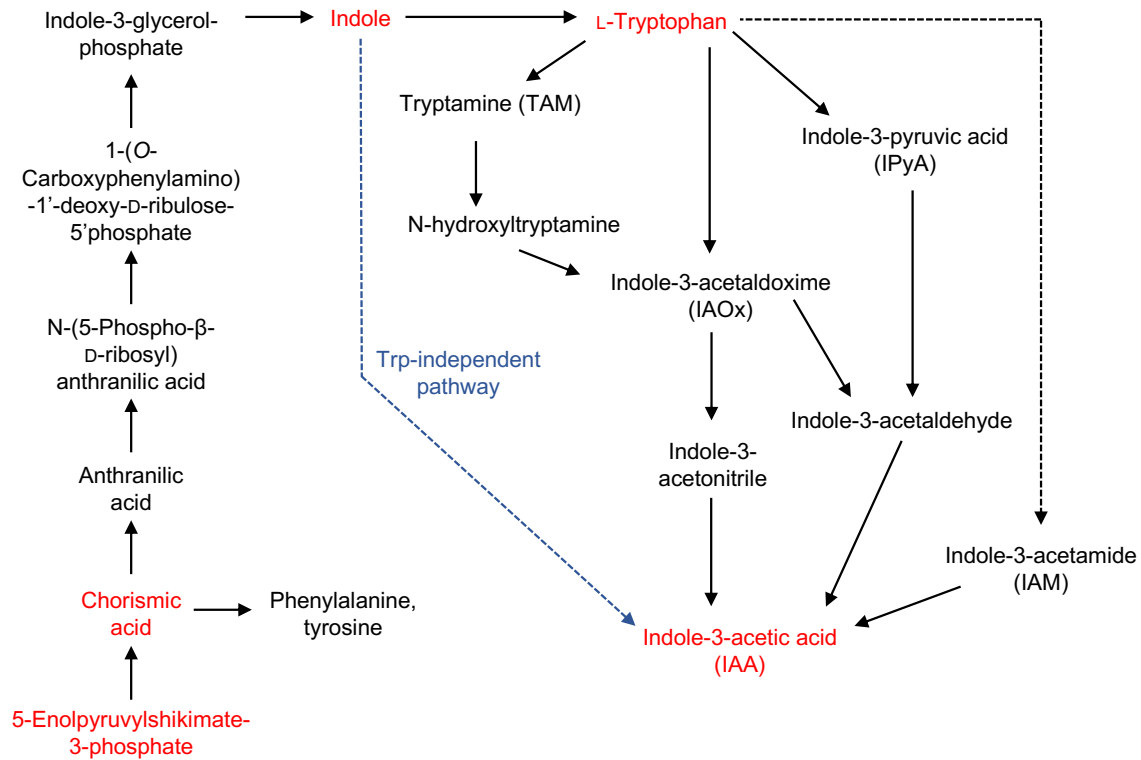 Indole-3-glycerol-
phosphate
Indole
L-Tryptophan
Tryptamine (TAM)
Indole-3-pyruvic acid
(IPyA)
1-(O-
Carboxyphenylamino)
-1'-deoxy-D-ribulose-
5'phosphate
N-hydroxyltryptamine
Indole-3-acetaldoxime
(IAOx)
N-(5-Phospho-β-
D-ribosyl)
anthranilic acid
Trp-independent
pathway
Indole-3-acetaldehyde
Indole-3-
acetonitrile
Anthranilic
acid
Indole-3-acetamide
(IAM)
Chorismic
acid
Phenylalanine,
tyrosine
Indole-3-acetic acid
(IAA)
5-Enolpyruvylshikimate-
3-phosphate